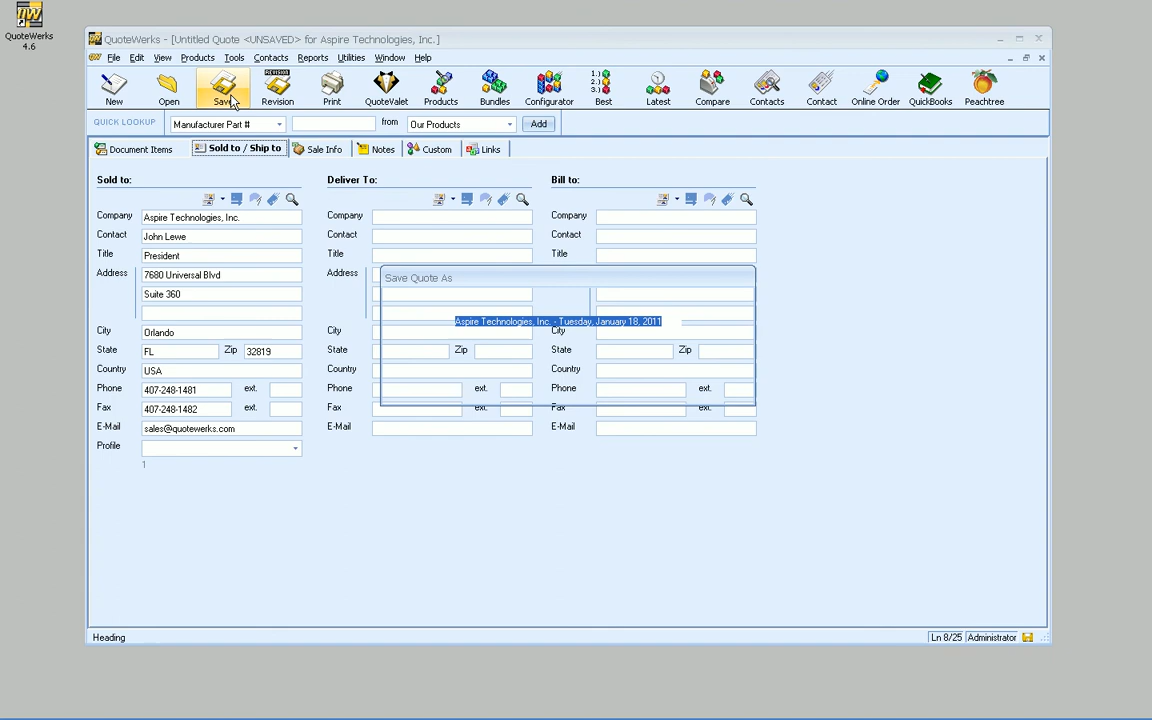 QuoteWerks
4.6
QuoteWerks - [Untitled Quote <UNSAVED> for Aspire Technologies, Inc.]
File Edit View Products Tools Contacts Reports Utilities Window Help
REVISION
1.)
2.)
3.)
New Open Save Revision Print QuoteValet Products Bundles Configurator Best Latest Compare Contacts Contact Online Order QuickBooks Peachtree
QUICK LOOKUP Manufacturer Part # from Our Products Add
Document Items Sold to / Ship to Sale Info Notes Custom Links
Sold to: Deliver To: Bill to:
Company Aspire Technologies, Inc. Company Company
Contact John Lewe Contact Contact
Title President Title Title
Address 7680 Universal Blvd Address
Save Quote As
Suite 360
Aspire Technologies, Inc. - Tuesday, January 18, 2011
City Orlando City City
State FL Zip 32819 State Zip State Zip
Country USA Country Country
Phone 407-248-1481 ext. Phone ext. Phone ext.
Fax 407-248-1482 ext. Fax ext. Fax ext.
E-Mail sales@quotewerks.com E-Mail E-Mail
Profile
1
Heading Ln 8/25 Administrator